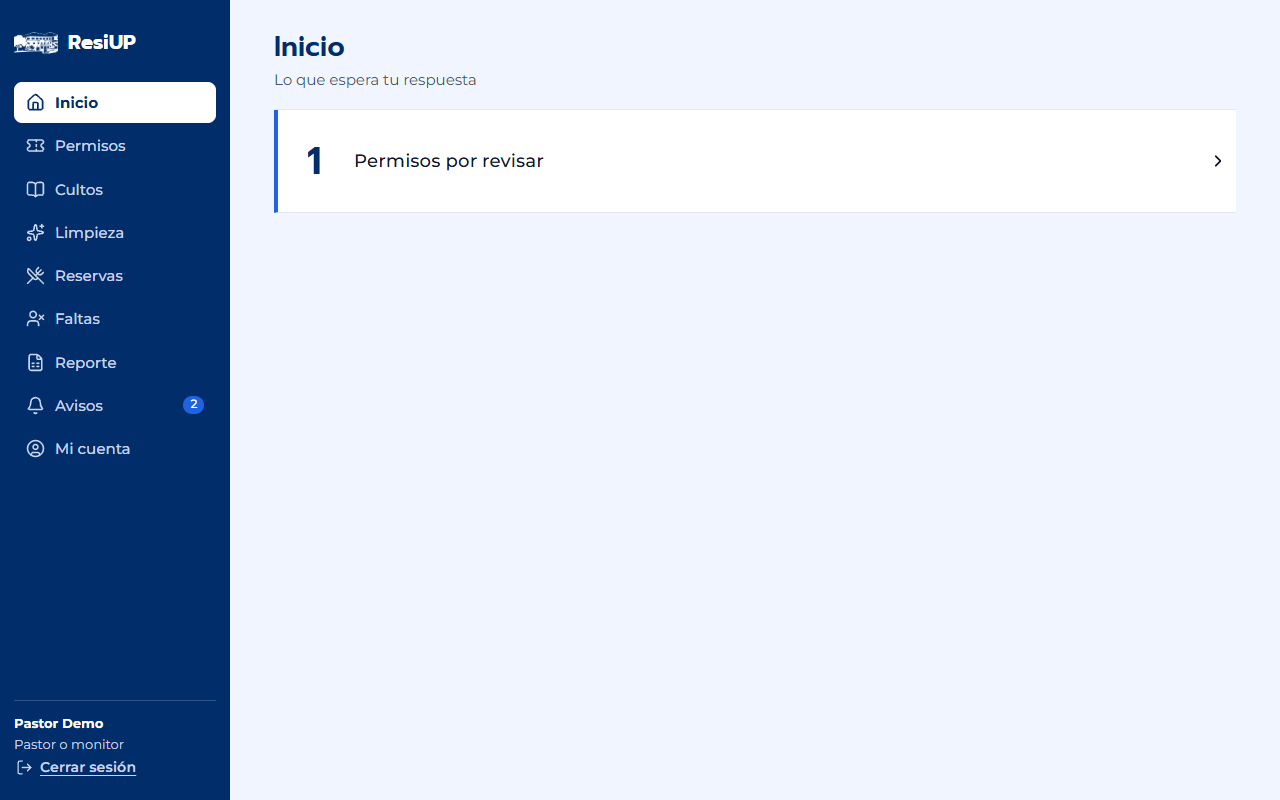 ResiUP
Inicio
Permisos
Cultos
Limpieza
Reservas
Faltas
Reporte
Avisos 2
Mi cuenta
Pastor Demo
Pastor o monitor
Cerrar sesión
Inicio
Lo que espera tu respuesta
1 Permisos por revisar